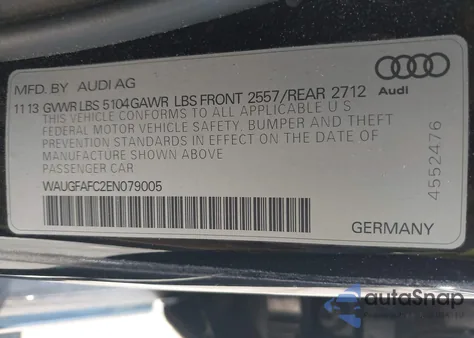 MFD. BY AUDI AG
11 13 GVWR LBS 5104 GAWR LBS FRONT 2557/REAR 2712
THIS VEHICLE CONFORMS TO ALL APPLICABLE U S
FEDERAL MOTOR VEHICLE SAFETY, BUMPER AND THEFT
PREVENTION STANDARDS IN EFFECT ON THE DATE OF
MANUFACTURE SHOWN ABOVE
PASSENGER CAR
WAUGFAFC2EN079005
GERMANY
Audi
4552476
autoSnap